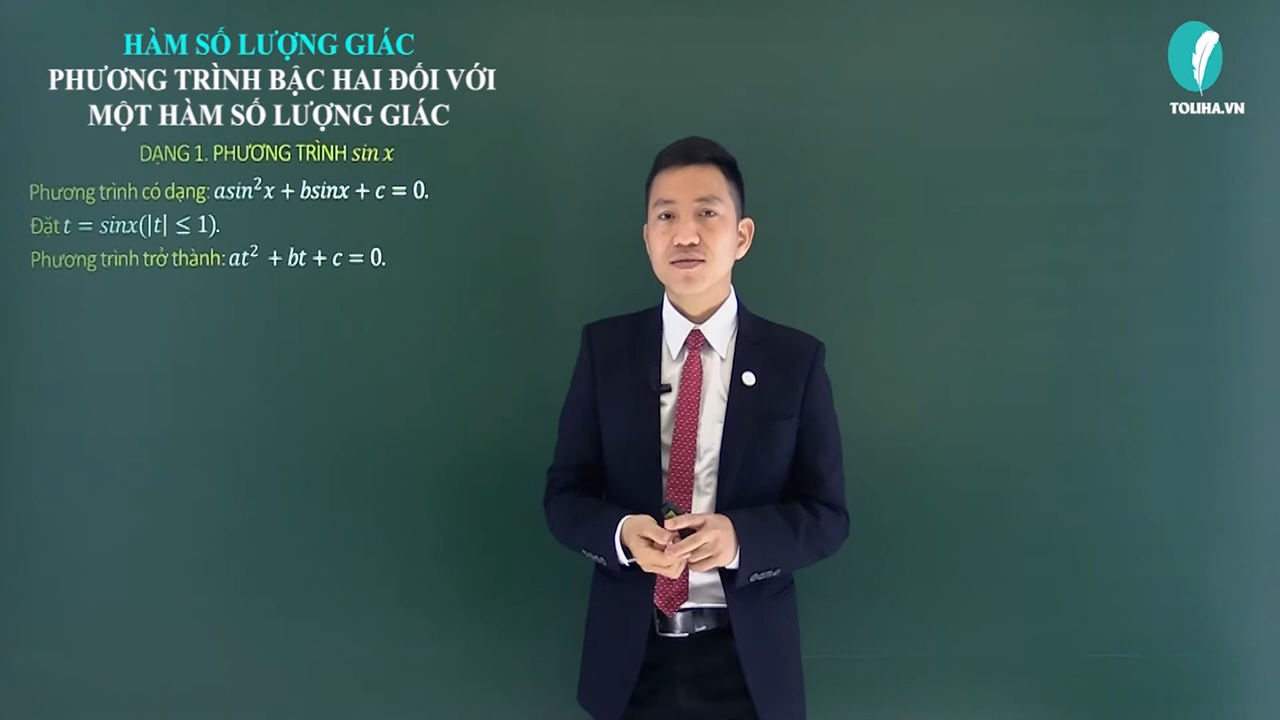 HÀM SỐ LƯỢNG GIÁC
PHƯƠNG TRÌNH BẬC HAI ĐỐI VỚI
MỘT HÀM SỐ LƯỢNG GIÁC
DẠNG 1. PHƯƠNG TRÌNH sin x
Phương trình có dạng: asin²x + bsinx + c = 0.
Đặt t = sinx(|t| ≤ 1).
Phương trình trở thành: at² + bt + c = 0.
TOLIHA.VN